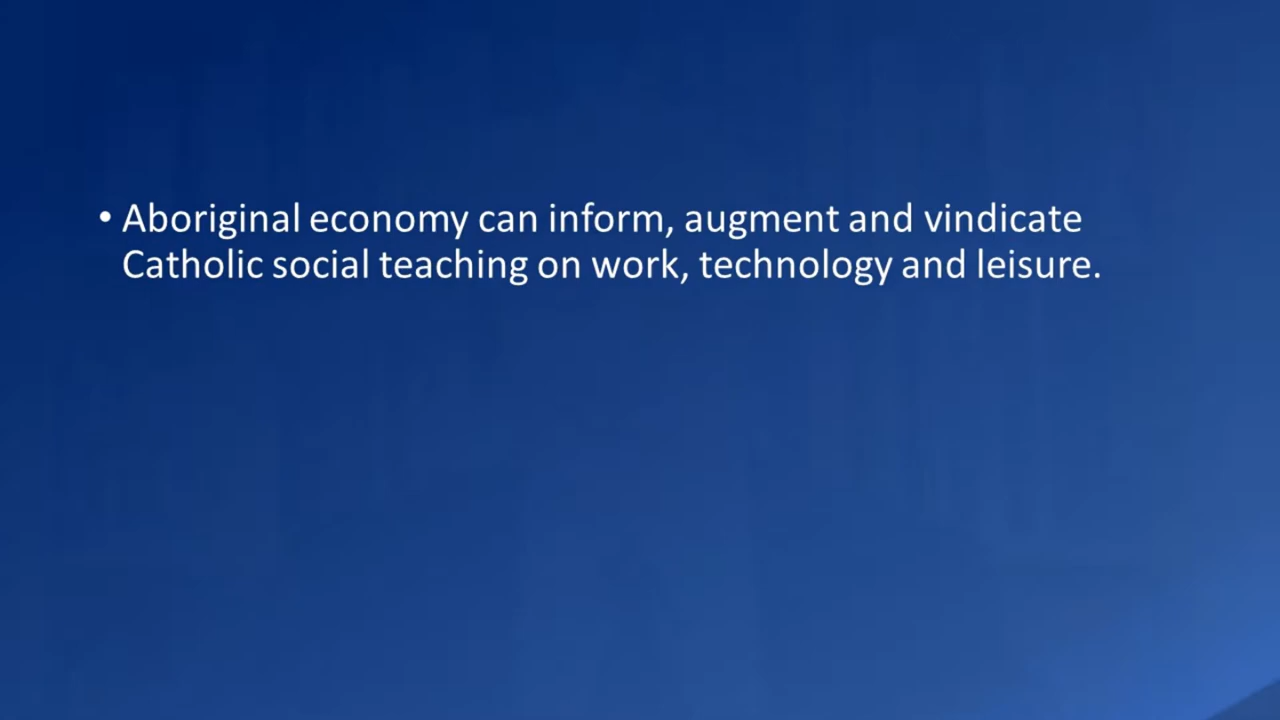 • Aboriginal economy can inform, augment and vindicate
Catholic social teaching on work, technology and leisure.